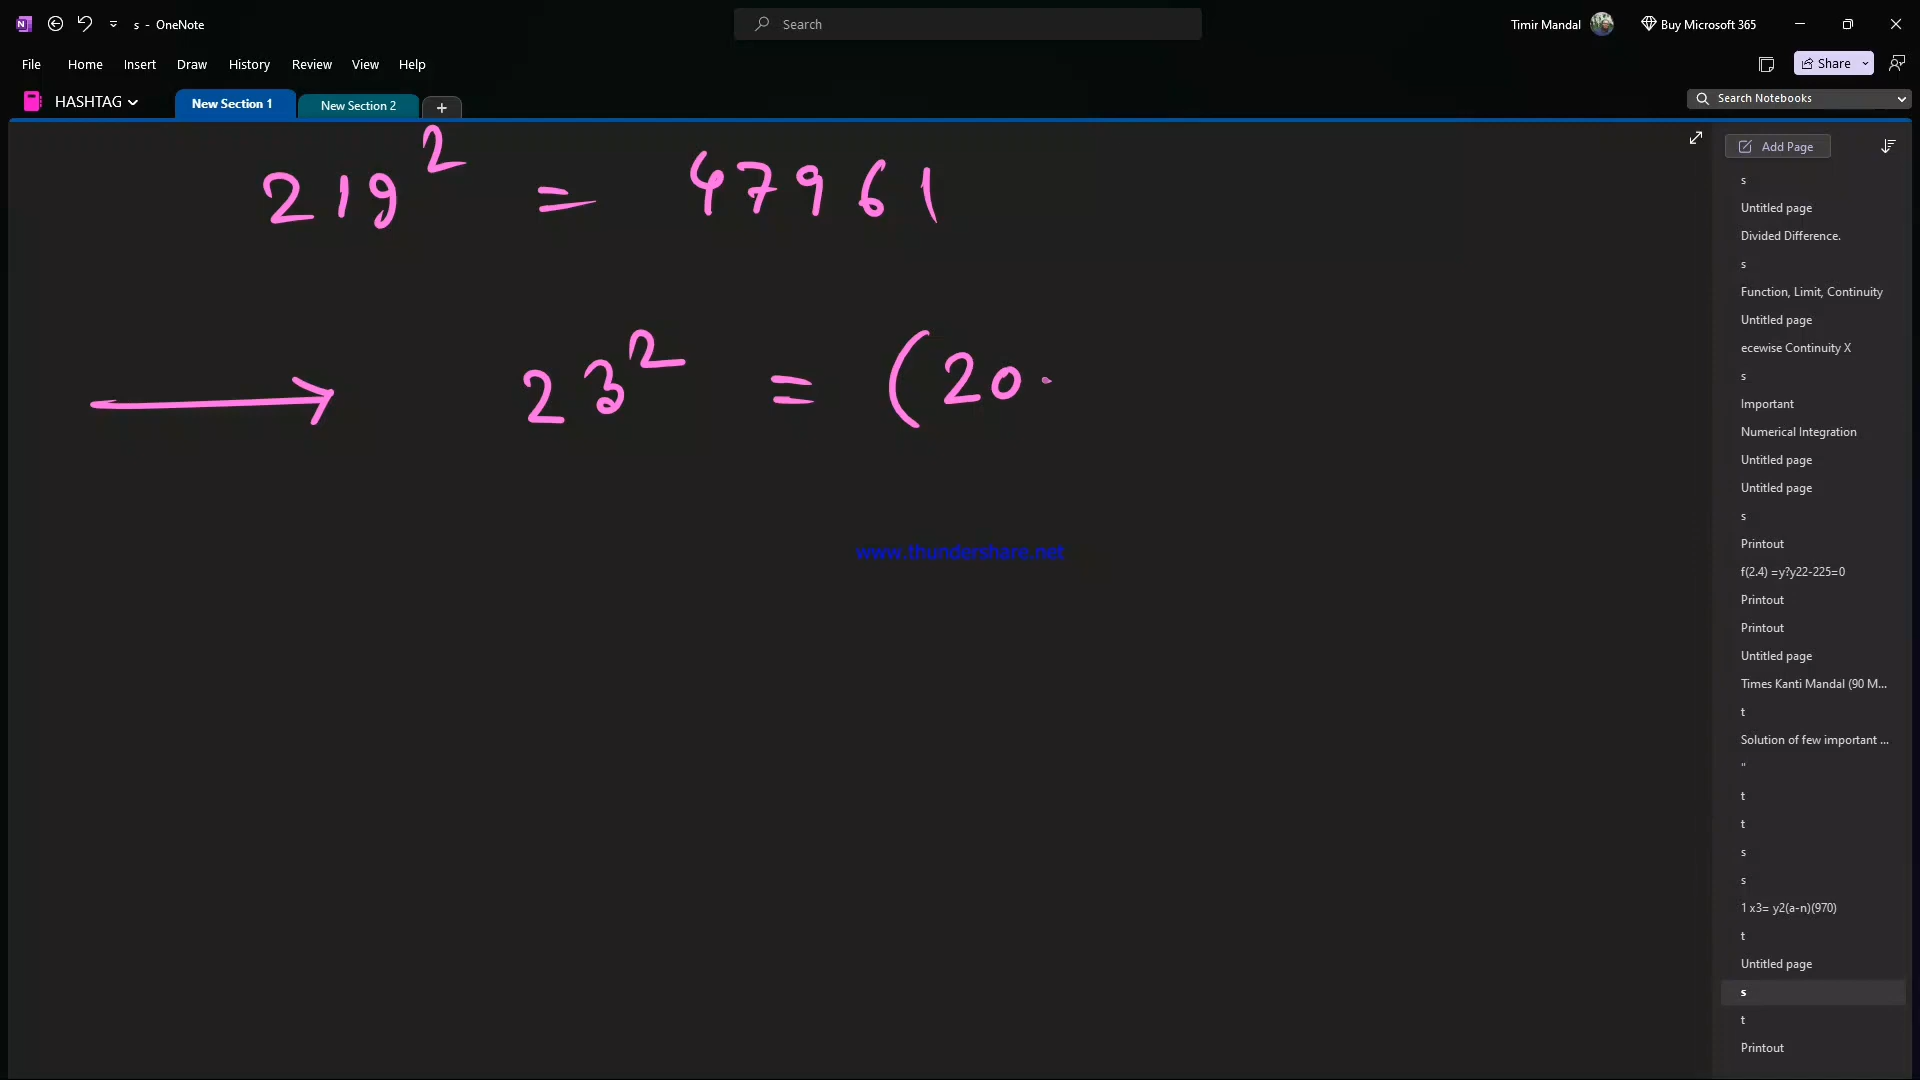 s - OneNote
Search
Timir Mandal
Buy Microsoft 365
File Home Insert Draw History Review View Help
Share
HASHTAG
New Section 1
New Section 2
+
Search Notebooks
219² = 47961
23² = (20
www.thundershare.net
Add Page
s
Untitled page
Divided Difference.
s
Function, Limit, Continuity
Untitled page
ecewise Continuity X
s
Important
Numerical Integration
Untitled page
Untitled page
s
Printout
f(2.4) =y?y22-225=0
Printout
Printout
Untitled page
Times Kanti Mandal (90 M...
t
Solution of few important ...
"
t
t
s
s
1 x3= y2(a-n)(970)
t
Untitled page
s
t
Printout